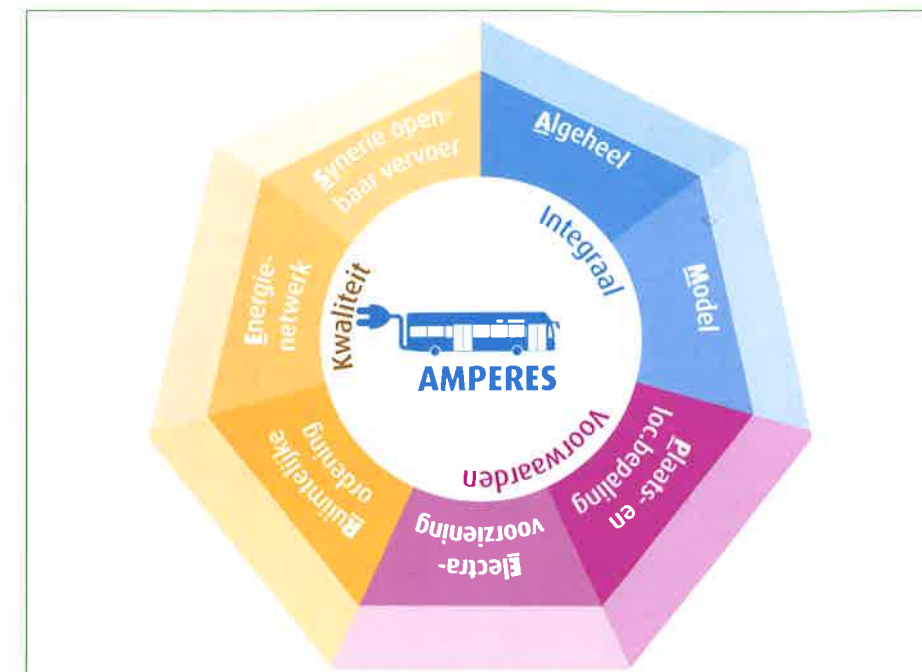 Algeheel
Model
Plaats- en
loc.bepaling
Electra-
voorziening
Ruimtelijke
ordening
Energie-
netwerk
Synerie open-
baar vervoer
Integraal
Voorwaarden
Kwaliteit
AMPERES